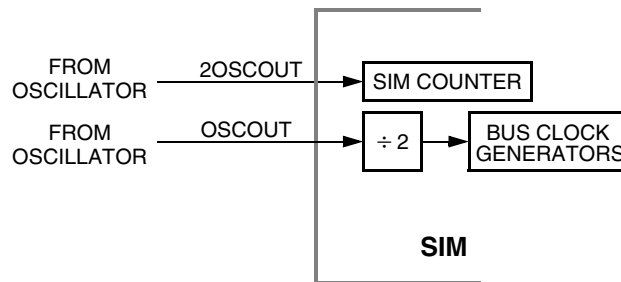 FROM
OSCILLATOR
2OSCOUT
SIM COUNTER
FROM
OSCILLATOR
OSCOUT
÷ 2
BUS CLOCK
GENERATORS
SIM